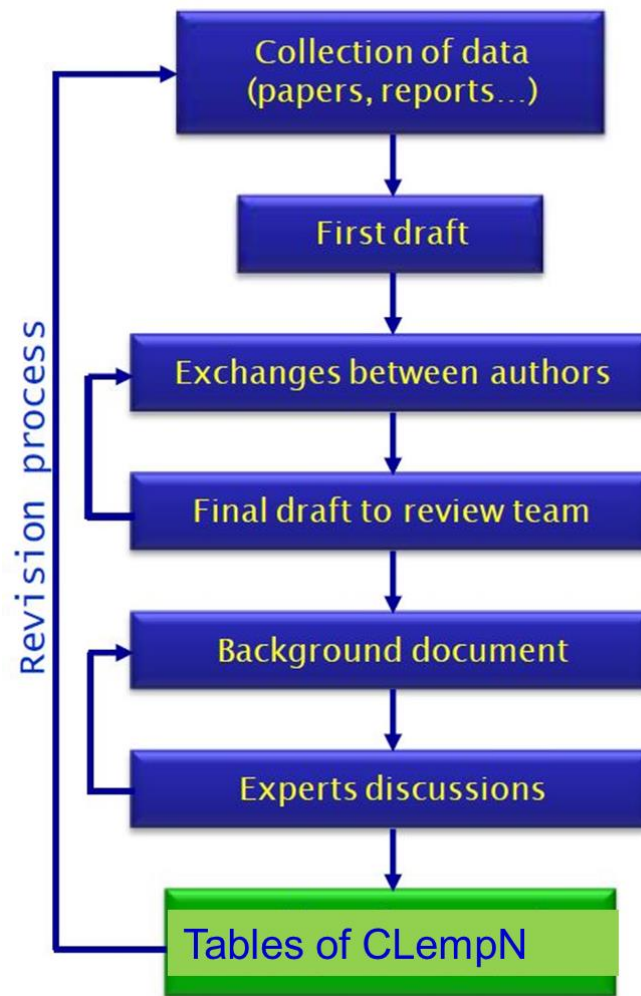 Collection of data
(papers, reports...)
First draft
Exchanges between authors
Final draft to review team
Background document
Experts discussions
Tables of CLempN
Revision process